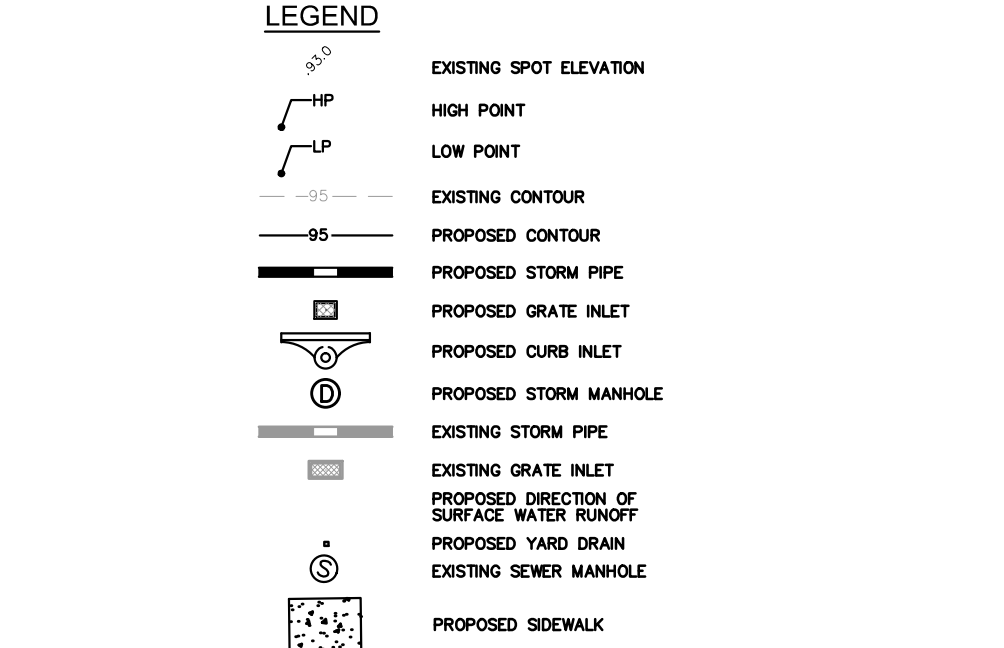 LEGEND
.93.0
EXISTING SPOT ELEVATION
HP
HIGH POINT
LP
LOW POINT
95
EXISTING CONTOUR
95
PROPOSED CONTOUR
PROPOSED STORM PIPE
PROPOSED GRATE INLET
PROPOSED CURB INLET
D
PROPOSED STORM MANHOLE
EXISTING STORM PIPE
EXISTING GRATE INLET
PROPOSED DIRECTION OF
SURFACE WATER RUNOFF
PROPOSED YARD DRAIN
S
EXISTING SEWER MANHOLE
PROPOSED SIDEWALK